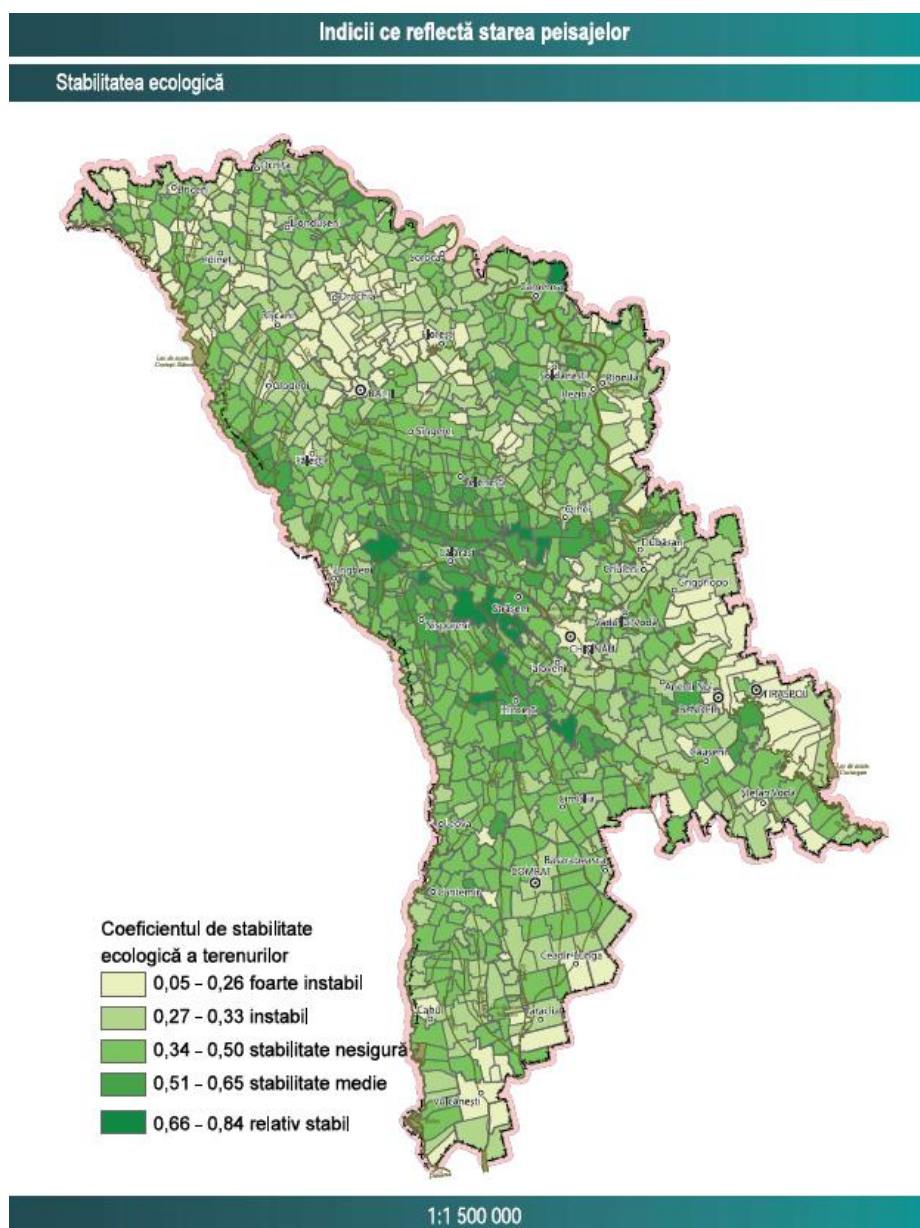 Indicii ce reflectă starea peisajelor
Stabilitatea ecologică
Ocnița
Briceni
Dondușeni
Edineț
Soroca
Camenca
Drochia
Rîșcani
Florești
Șoldănești
Rîbnița
Rezina
Glodeni
BĂLȚI
Sîngerei
Fălești
Telenești
Orhei
Dubăsari
Călărași
Criuleni
Ungheni
Grigoriopol
Strășeni
Nisporeni
Vadul lui Vodă
CHIȘINĂU
Ialoveni
Anenii Noi
TIRASPOL
BENDER
Hîncești
Căușeni
Ștefan Vodă
Cimișlia
Leova
Basarabeasca
COMRAT
Cantemir
Ceadîr-Lunga
Cahul
Taraclia
Vulcănești
Coeficientul de stabilitate
ecologică a terenurilor
0,05 – 0,26 foarte instabil
0,27 – 0,33 instabil
0,34 – 0,50 stabilitate nesigură
0,51 – 0,65 stabilitate medie
0,66 – 0,84 relativ stabil
1:1 500 000